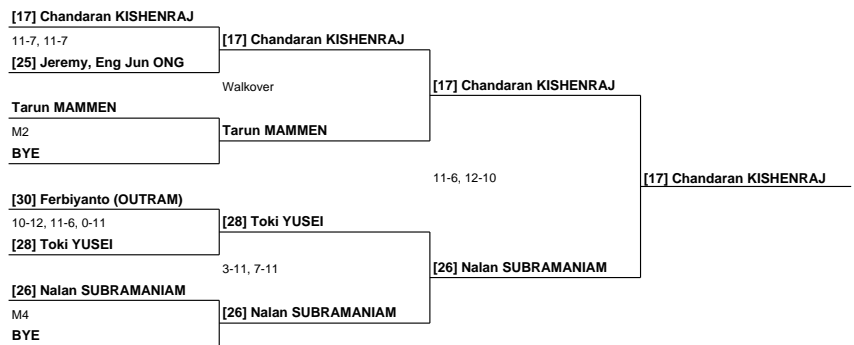 [17] Chandaran KISHENRAJ
11-7, 11-7
[17] Chandaran KISHENRAJ
[25] Jeremy, Eng Jun ONG
Walkover
[17] Chandaran KISHENRAJ
Tarun MAMMEN
M2
Tarun MAMMEN
BYE
11-6, 12-10
[17] Chandaran KISHENRAJ
[30] Ferbiyanto (OUTRAM)
10-12, 11-6, 0-11
[28] Toki YUSEI
[28] Toki YUSEI
3-11, 7-11
[26] Nalan SUBRAMANIAM
[26] Nalan SUBRAMANIAM
M4
[26] Nalan SUBRAMANIAM
BYE